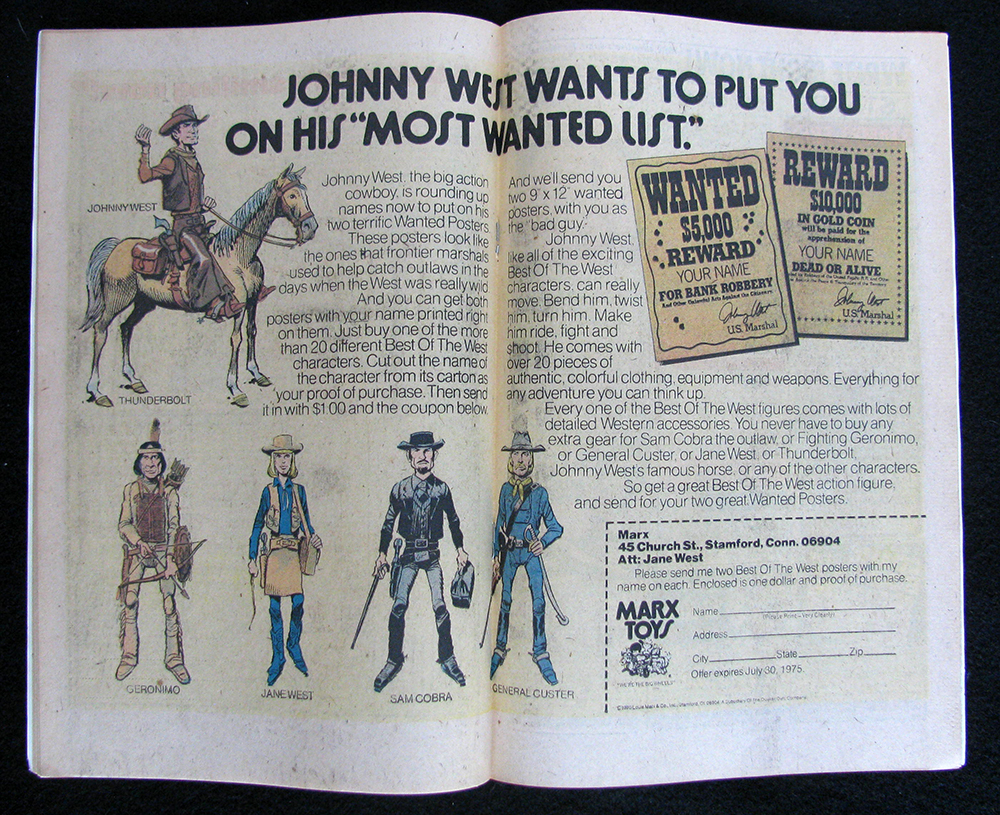 JOHNNY WEST WANTS TO PUT YOU
ON HIS "MOST WANTED LIST."
JOHNNY WEST
THUNDERBOLT
Johnny West, the big action
cowboy, is rounding up
names now to put on his
two terrific Wanted Posters.
These posters look like
the ones that frontier marshals
used to help catch outlaws in the
days when the West was really wild.
And you can get both
posters with your name printed right
on them. Just buy one of the more
than 20 different Best Of The West
characters. Cut out the name of
the character from its carton as
your proof of purchase. Then send
it in with $1.00 and the coupon below.
And we'll send you
two 9" x 12" wanted
posters, with you as
the "bad guy."
Johnny West,
like all of the exciting
Best Of The West
characters, can really
move. Bend him, twist
him, turn him. Make
him ride, fight and
shoot. He comes with
over 20 pieces of
authentic, colorful clothing, equipment and weapons. Everything for
any adventure you can think up.
Every one of the Best Of The West figures comes with lots of
detailed Western accessories. You never have to buy any
extra gear for Sam Cobra the outlaw, or Fighting Geronimo,
or General Custer, or Jane West, or Thunderbolt,
Johnny West's famous horse, or any of the other characters.
So get a great Best Of The West action figure,
and send for your two great Wanted Posters.
WANTED
$5,000
REWARD
YOUR NAME
FOR BANK ROBBERY
And Other Unlawful Acts Against Our Citizens
Johnny West
U.S. Marshal
REWARD
$10,000
IN GOLD COIN
will be paid for the
apprehension of
YOUR NAME
DEAD OR ALIVE
Johnny West
U.S. Marshal
GERONIMO
JANE WEST
SAM COBRA
GENERAL CUSTER
Marx
45 Church St., Stamford, Conn. 06904
Att: Jane West
Please send me two Best Of The West posters with my
name on each. Enclosed is one dollar and proof of purchase.
MARX
TOYS
Name
(Please Print—Very Clearly)
Address
City State Zip
Offer expires July 30, 1975.